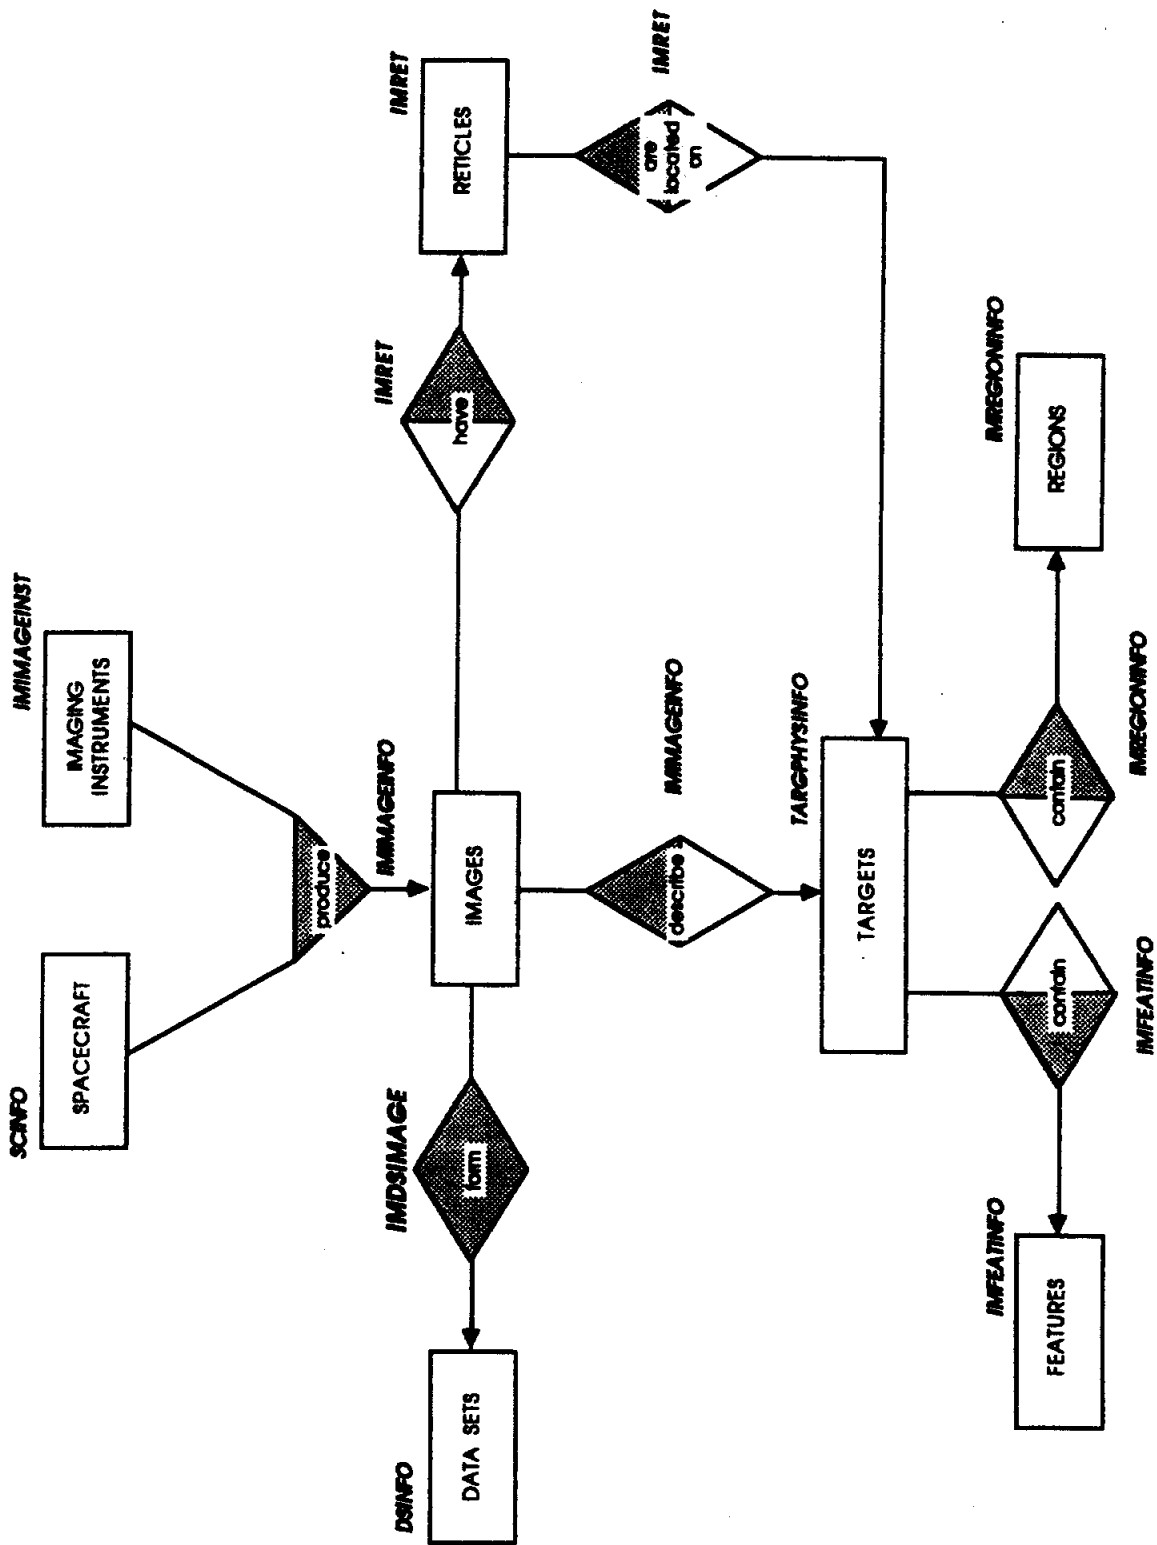 SCINFO
IMIMAGEINST
SPACECRAFT
IMAGING
INSTRUMENTS
produce
DSINFO
IMDSIMAGE
IMIMAGEINFO
IMRET
IMRET
DATA SETS
form
IMAGES
have
RETICLES
describe
IMIMAGEINFO
are
located
on
IMRET
TARGPHYSINFO
TARGETS
IMFEATINFO
IMREGIONINFO
FEATURES
contain
contain
REGIONS
IMFEATINFO
IMREGIONINFO